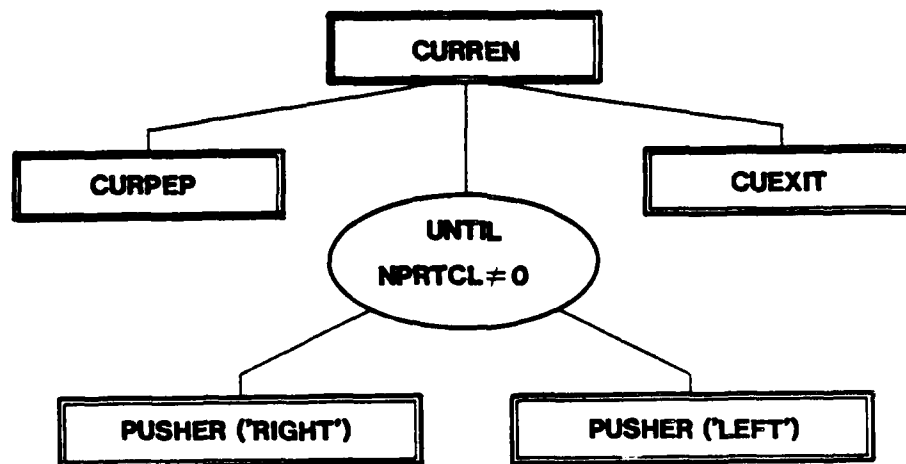 CURREN
CURPEP
CUEXIT
UNTIL
NPRTCL ≠ 0
PUSHER ('RIGHT')
PUSHER ('LEFT')